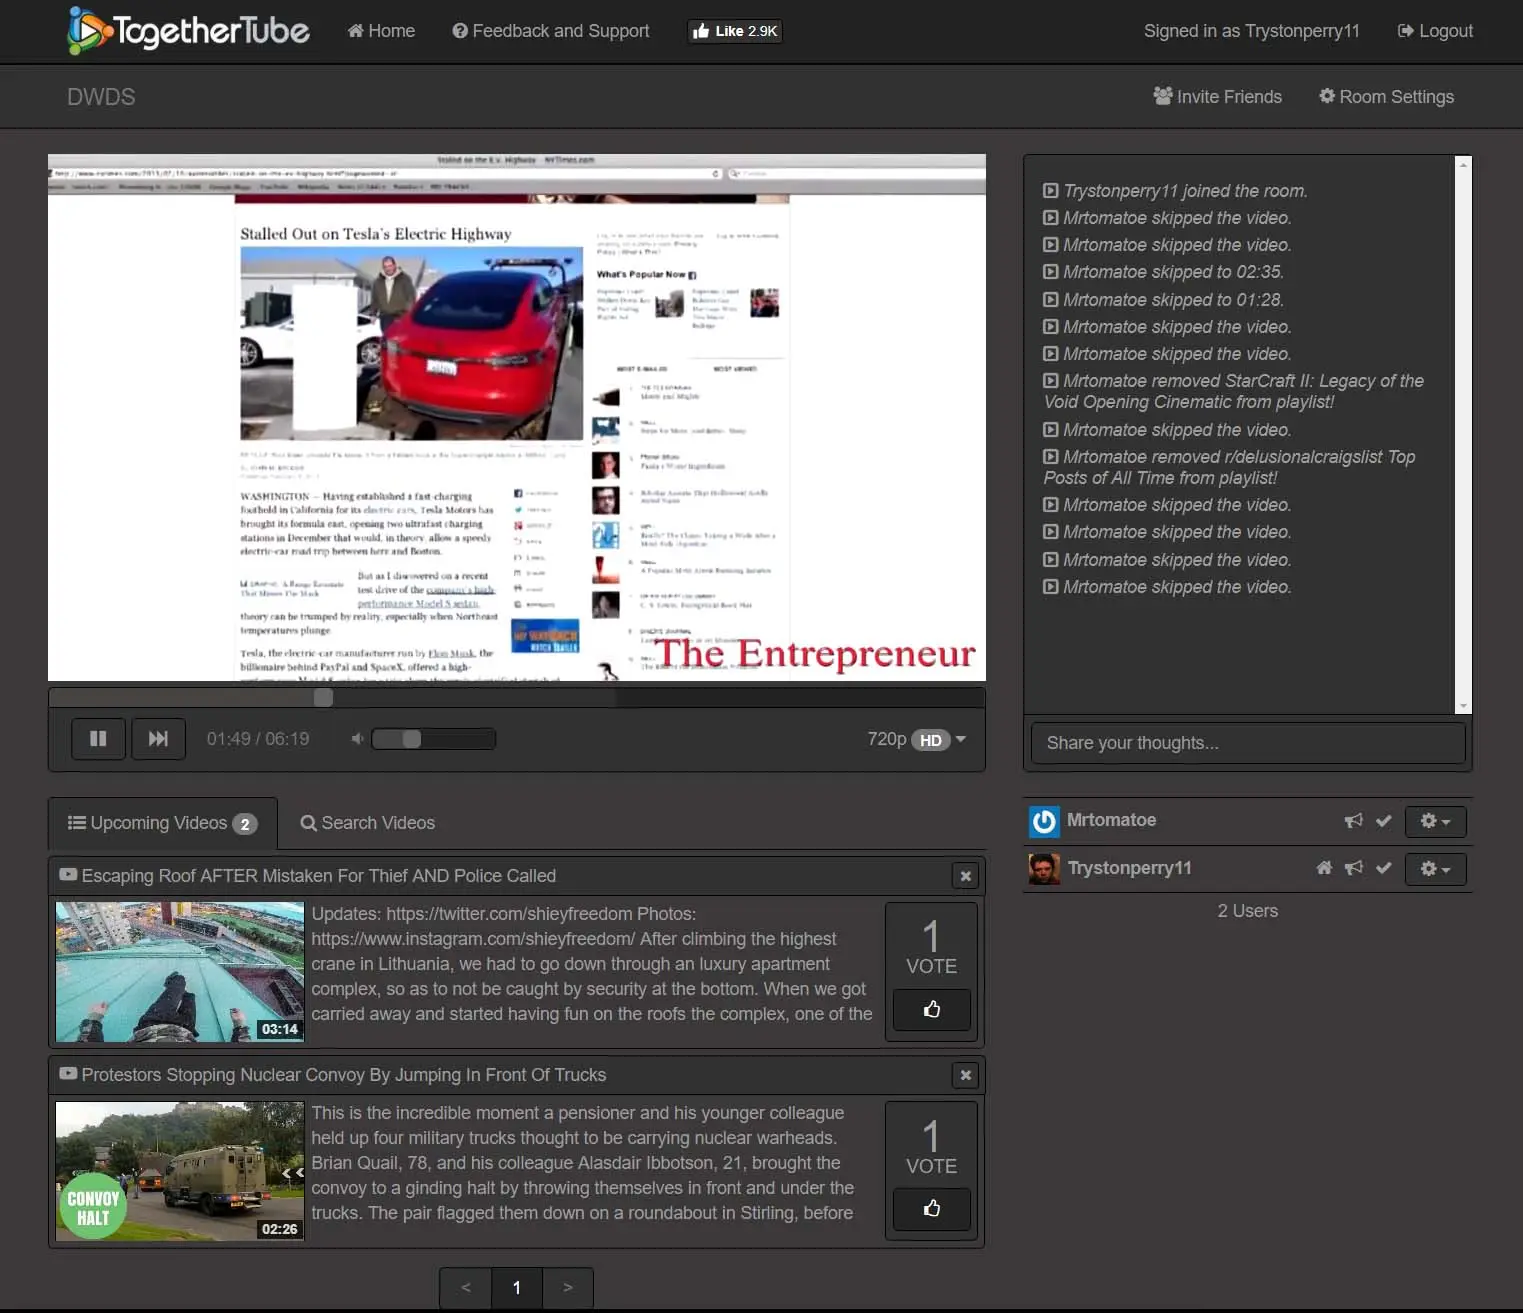 TogetherTube
Home
Feedback and Support
Like 2.9K
Signed in as Trystonperry11
Logout
DWDS
Invite Friends
Room Settings
Stalled on the E.V. Highway - NYTimes.com
Stalled Out on Tesla's Electric Highway
What's Popular Now
MOST E-MAILED
MOST VIEWED
WASHINGTON — Having established a fast-charging
foothold in California for its electric cars, Tesla Motors has
brought its formula east, opening two ultrafast charging
stations in December that would, in theory, allow a speedy
electric-car road trip between here and Boston.
But as I discovered on a recent
test drive of the company's high-
performance Model S sedan,
theory can be trumped by reality, especially when Northeast
temperatures plunge.
Tesla, the electric-car manufacturer run by Elon Musk, the
billionaire behind PayPal and SpaceX, offered a high-
WATCH TRAILER
The Entrepreneur
01:49 / 06:19
720p HD
Trystonperry11 joined the room.
Mrtomatoe skipped the video.
Mrtomatoe skipped the video.
Mrtomatoe skipped to 02:35.
Mrtomatoe skipped to 01:28.
Mrtomatoe skipped the video.
Mrtomatoe skipped the video.
Mrtomatoe removed StarCraft II: Legacy of the
Void Opening Cinematic from playlist!
Mrtomatoe skipped the video.
Mrtomatoe removed r/delusionalcraigslist Top
Posts of All Time from playlist!
Mrtomatoe skipped the video.
Mrtomatoe skipped the video.
Mrtomatoe skipped the video.
Mrtomatoe skipped the video.
Share your thoughts...
Mrtomatoe
Trystonperry11
2 Users
Upcoming Videos 2
Search Videos
Escaping Roof AFTER Mistaken For Thief AND Police Called
03:14
Updates: https://twitter.com/shieyfreedom Photos:
https://www.instagram.com/shieyfreedom/ After climbing the highest
crane in Lithuania, we had to go down through an luxury apartment
complex, so as to not be caught by security at the bottom. When we got
carried away and started having fun on the roofs the complex, one of the
1
VOTE
Protestors Stopping Nuclear Convoy By Jumping In Front Of Trucks
CONVOY
HALT
02:26
This is the incredible moment a pensioner and his younger colleague
held up four military trucks thought to be carrying nuclear warheads.
Brian Quail, 78, and his colleague Alasdair Ibbotson, 21, brought the
convoy to a ginding halt by throwing themselves in front and under the
trucks. The pair flagged them down on a roundabout in Stirling, before
1
VOTE
< 1 >